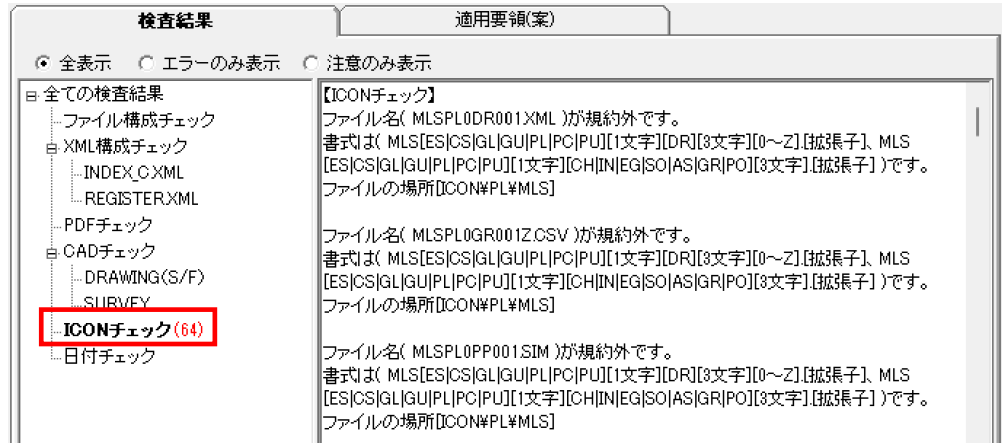 検査結果
適用要領(案)
全表示
エラーのみ表示
注意のみ表示
全ての検査結果
ファイル構成チェック
XML構成チェック
INDEX_C.XML
REGISTER.XML
PDFチェック
CADチェック
DRAWING(S/F)
SURVEY
ICONチェック(64)
日付チェック
【ICONチェック】
ファイル名( MLSPL0DR001.XML )が規約外です。
書式は( MLS[ES|CS|GL|GU|PL|PC|PU][1文字][DR][3文字][0～Z].[拡張子]、MLS
[ES|CS|GL|GU|PL|PC|PU][1文字][CH|IN|EG|SO|AS|GR|PO][3文字].[拡張子] )です。
ファイルの場所[ICON¥PL¥MLS]
ファイル名( MLSPL0GR001Z.CSV )が規約外です。
書式は( MLS[ES|CS|GL|GU|PL|PC|PU][1文字][DR][3文字][0～Z].[拡張子]、MLS
[ES|CS|GL|GU|PL|PC|PU][1文字][CH|IN|EG|SO|AS|GR|PO][3文字].[拡張子] )です。
ファイルの場所[ICON¥PL¥MLS]
ファイル名( MLSPL0PP001.SIM )が規約外です。
書式は( MLS[ES|CS|GL|GU|PL|PC|PU][1文字][DR][3文字][0～Z].[拡張子]、MLS
[ES|CS|GL|GU|PL|PC|PU][1文字][CH|IN|EG|SO|AS|GR|PO][3文字].[拡張子] )です。
ファイルの場所[ICON¥PL¥MLS]